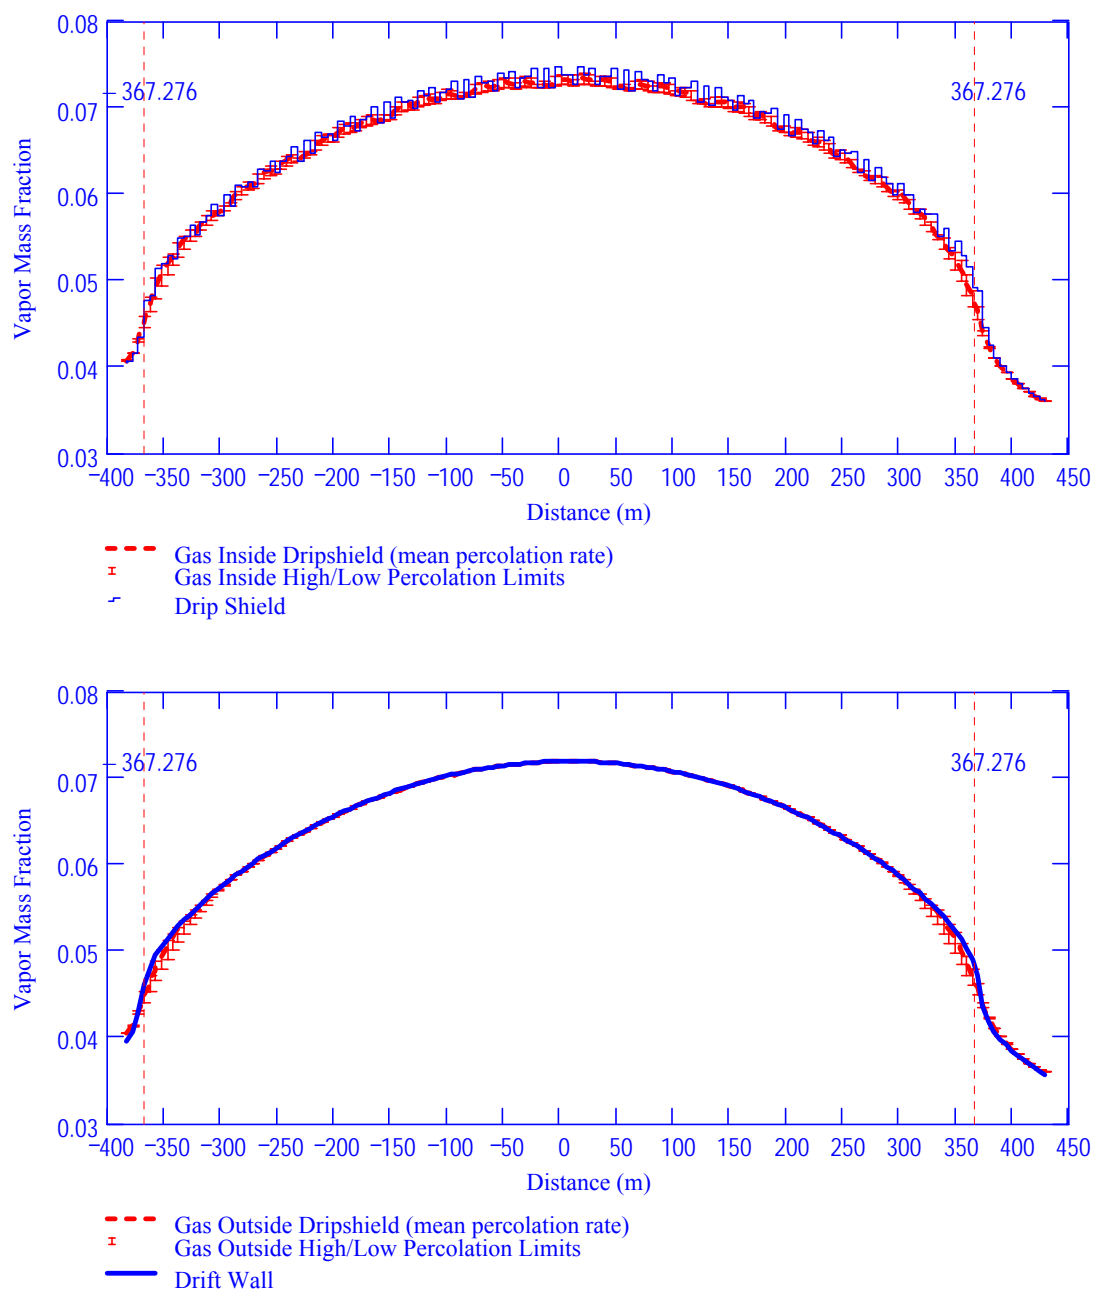 0.08
− 367.276
367.276
0.07
0.06
0.05
0.04
0.03
Vapor Mass Fraction
−400 −350 −300 −250 −200 −150 −100 −50 0 50 100 150 200 250 300 350 400 450
Distance (m)
Gas Inside Dripshield (mean percolation rate)
Gas Inside High/Low Percolation Limits
Drip Shield
0.08
− 367.276
367.276
0.07
0.06
0.05
0.04
0.03
Vapor Mass Fraction
−400 −350 −300 −250 −200 −150 −100 −50 0 50 100 150 200 250 300 350 400 450
Distance (m)
Gas Outside Dripshield (mean percolation rate)
Gas Outside High/Low Percolation Limits
Drift Wall